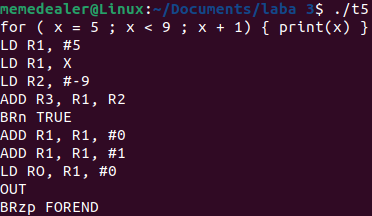 memedealer@Linux:~/Documents/laba 3$ ./t5
for ( x = 5 ; x < 9 ; x + 1) { print(x) }
LD R1, #5
LD R1, X
LD R2, #-9
ADD R3, R1, R2
BRn TRUE
ADD R1, R1, #0
ADD R1, R1, #1
LD RO, R1, #0
OUT
BRzp FOREND